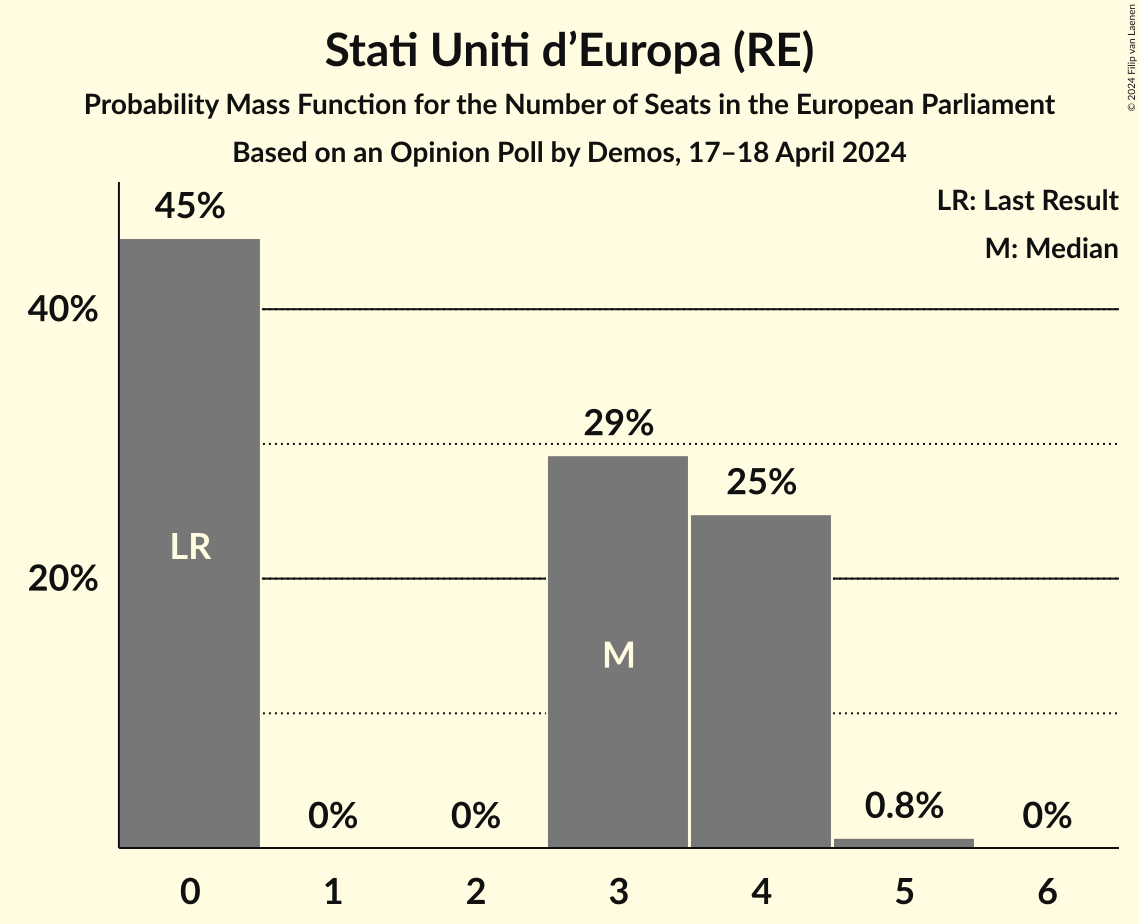 Stati Uniti d’Europa (RE)
Probability Mass Function for the Number of Seats in the European Parliament
Based on an Opinion Poll by Demos, 17–18 April 2024
© 2024 Filip van Laenen
LR: Last Result
M: Median
45%
40%
29%
25%
LR
20%
M
0.8%
0%
0%
0%
0
1
2
3
4
5
6